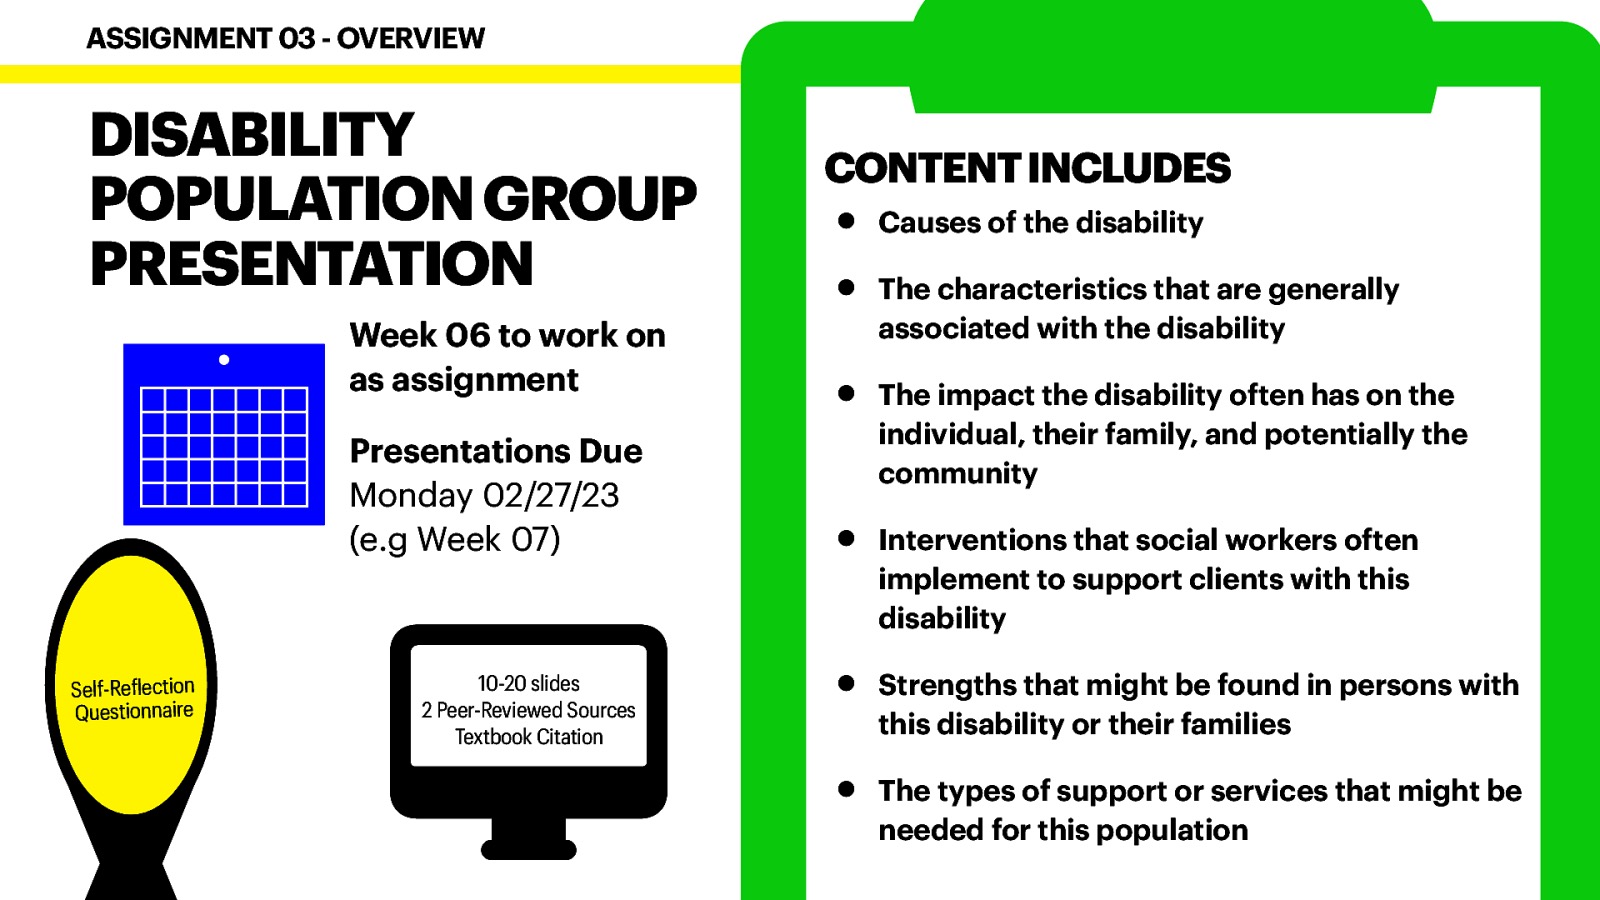 ASSIGNMENT 03 - OVERVIEW
DISABILITY
POPULATION GROUP
PRESENTATION
Week 06 to work on
as assignment
Presentations Due
Monday 02/27/23
(e.g Week 07)
Self-Reflection
Questionnaire
10-20 slides
2 Peer-Reviewed Sources
Textbook Citation
CONTENT INCLUDES
● Causes of the disability
● The characteristics that are generally
associated with the disability
● The impact the disability often has on the
individual, their family, and potentially the
community
● Interventions that social workers often
implement to support clients with this
disability
● Strengths that might be found in persons with
this disability or their families
● The types of support or services that might be
needed for this population